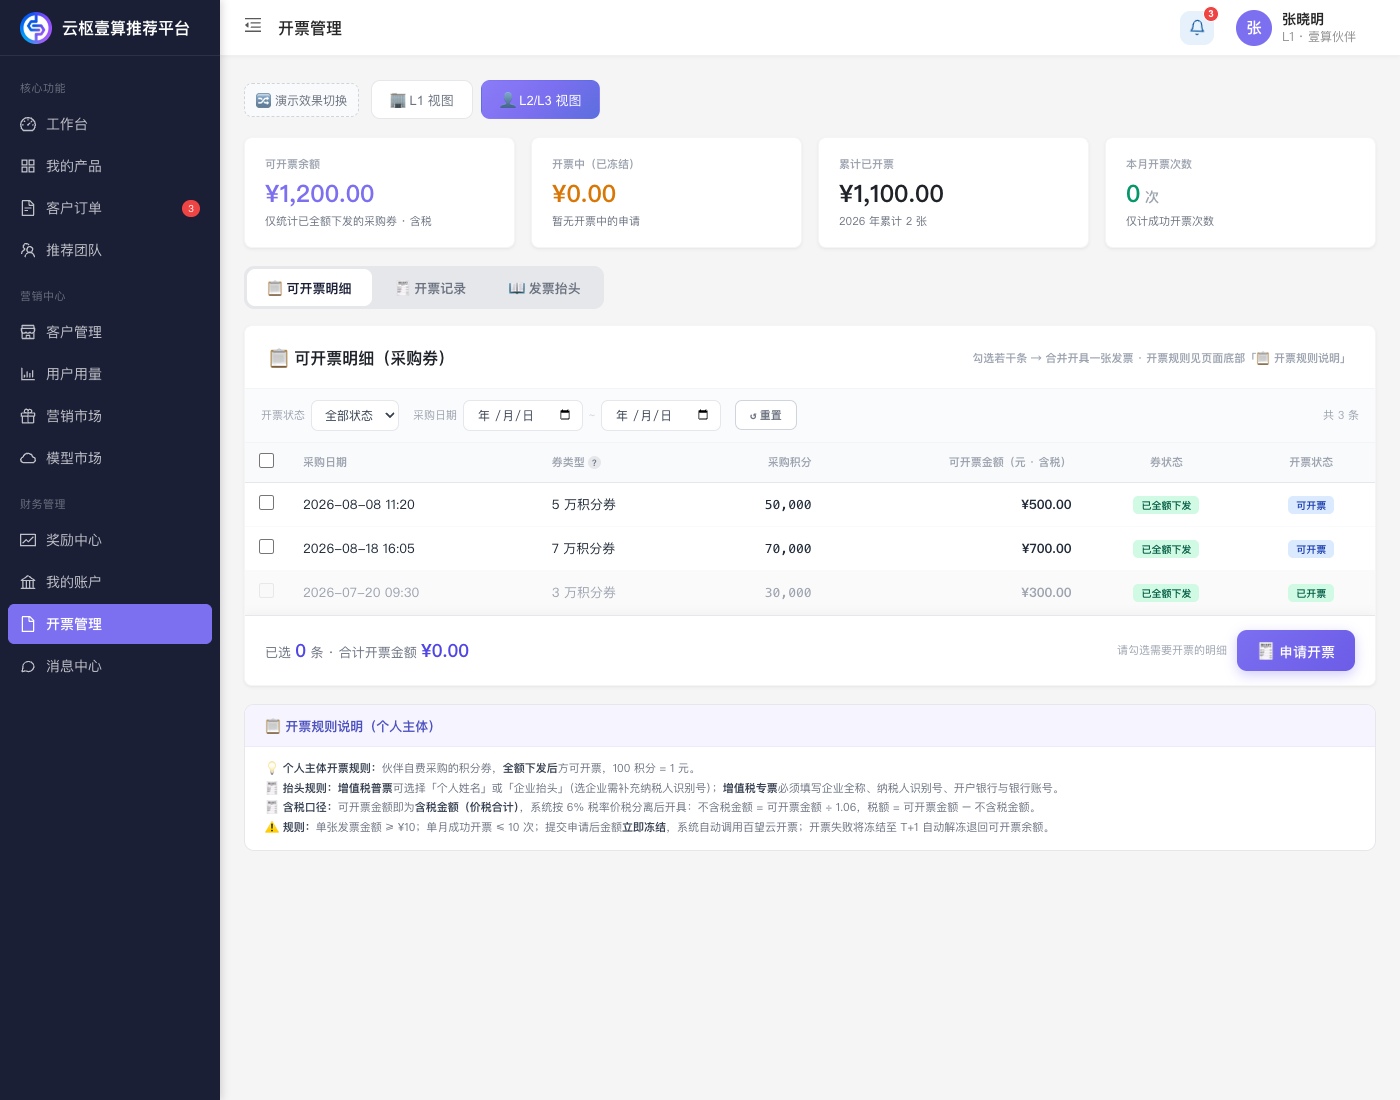 云枢壹算推荐平台
核心功能
工作台
我的产品
客户订单 3
推荐团队
营销中心
客户管理
用户用量
营销市场
模型市场
财务管理
奖励中心
我的账户
开票管理
消息中心
开票管理
3
张 张晓明
L1 · 壹算伙伴
演示效果切换 L1 视图 L2/L3 视图
可开票余额
¥1,200.00
仅统计已全额下发的采购券 · 含税
开票中（已冻结）
¥0.00
暂无开票中的申请
累计已开票
¥1,100.00
2026 年累计 2 张
本月开票次数
0 次
仅计成功开票次数
可开票明细 开票记录 发票抬头
可开票明细（采购券） 勾选若干条 → 合并开具一张发票 · 开票规则见页面底部「📋 开票规则说明」
开票状态 全部状态 采购日期 年 /月/日 ~ 年 /月/日 ↺ 重置 共 3 条
采购日期 券类型 ? 采购积分 可开票金额（元 · 含税） 券状态 开票状态
2026-08-08 11:20 5 万积分券 50,000 ¥500.00 已全额下发 可开票
2026-08-18 16:05 7 万积分券 70,000 ¥700.00 已全额下发 可开票
2026-07-20 09:30 3 万积分券 30,000 ¥300.00 已全额下发 已开票
已选 0 条 · 合计开票金额 ¥0.00 请勾选需要开票的明细 申请开票
开票规则说明（个人主体）
个人主体开票规则：伙伴自费采购的积分券，全额下发后方可开票，100 积分 = 1 元。
抬头规则：增值税普票可选择「个人姓名」或「企业抬头」（选企业需补充纳税人识别号）；增值税专票必须填写企业全称、纳税人识别号、开户银行与银行账号。
含税口径：可开票金额即为含税金额（价税合计），系统按 6% 税率价税分离后开具：不含税金额 = 可开票金额 ÷ 1.06，税额 = 可开票金额 − 不含税金额。
规则：单张发票金额 ≥ ¥10；单月成功开票 ≤ 10 次；提交申请后金额立即冻结，系统自动调用百望云开票；开票失败将冻结至 T+1 自动解冻退回可开票余额。